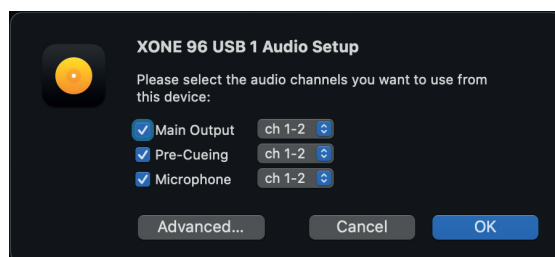 XONE 96 USB 1 Audio Setup
Please select the audio channels you want to use from
this device:
Main Output ch 1-2
Pre-Cueing ch 1-2
Microphone ch 1-2
Advanced... Cancel OK